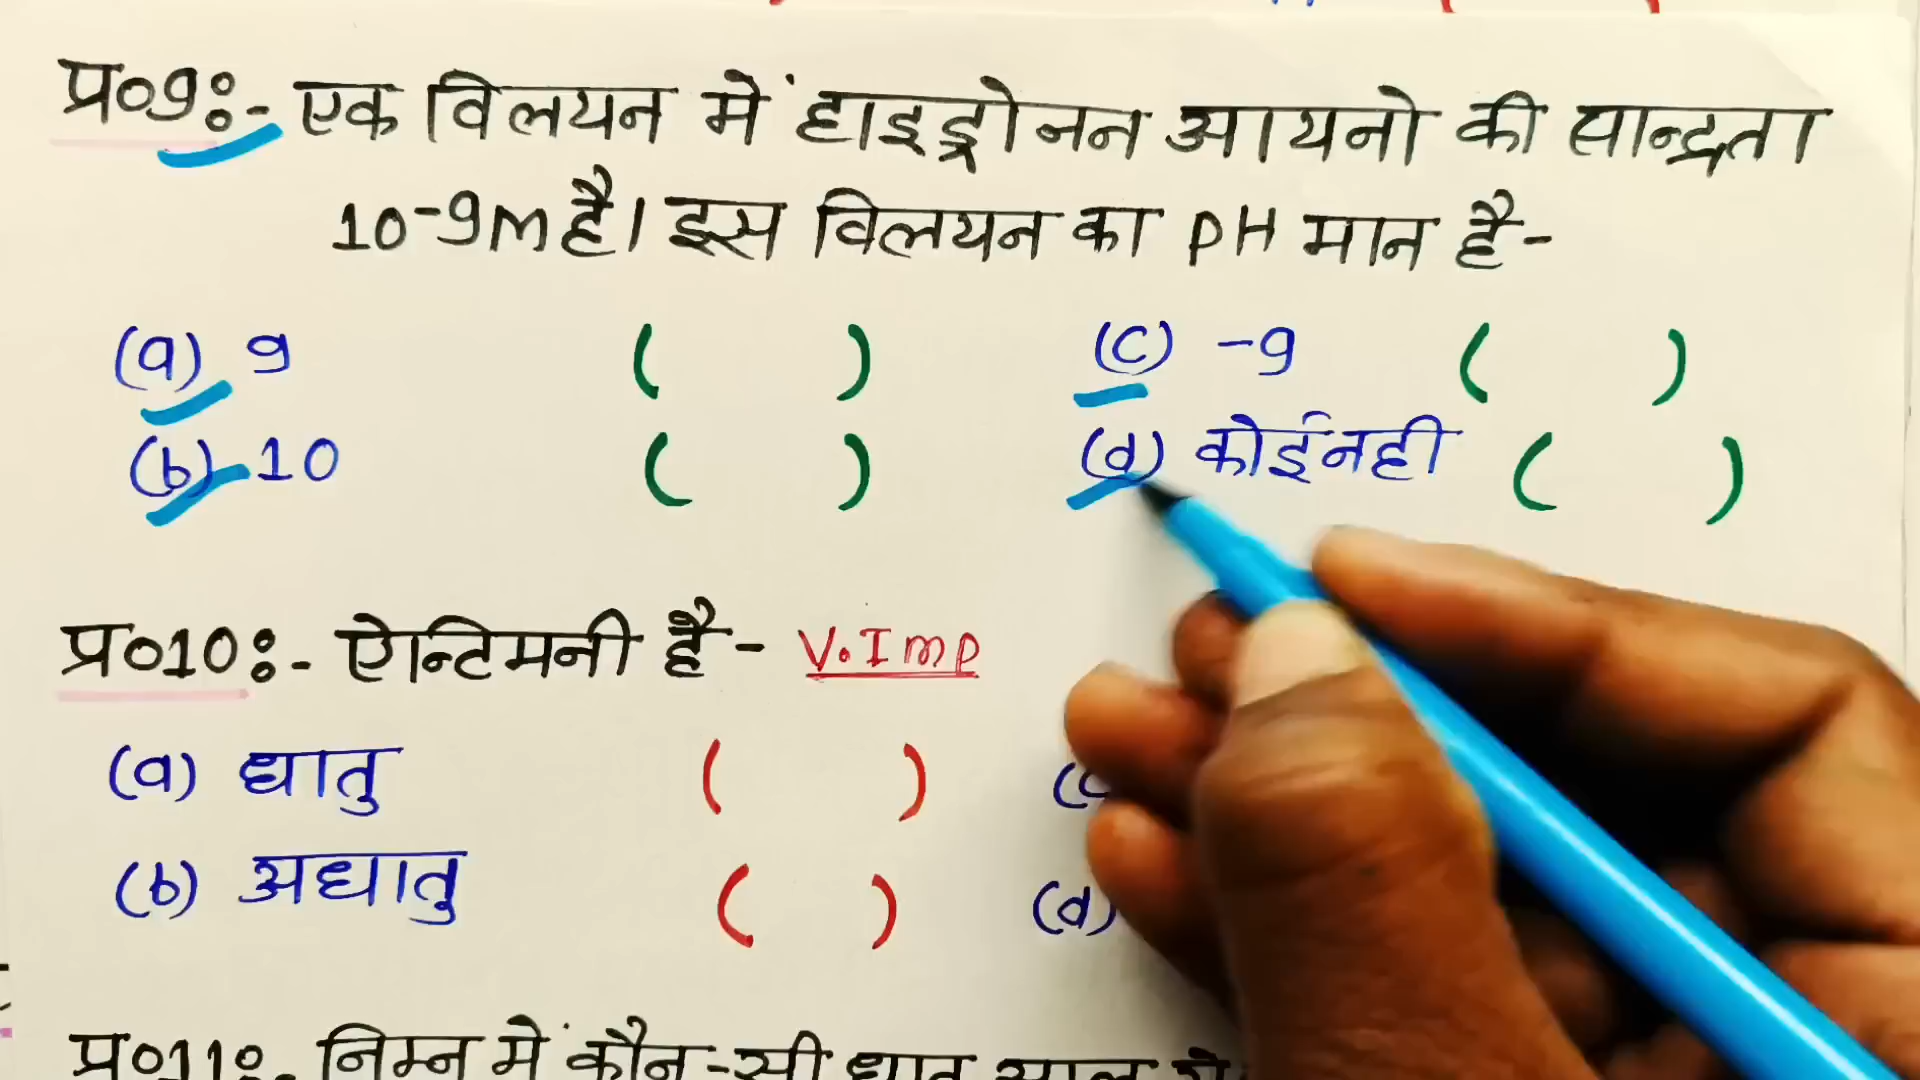 प्र०9:- एक विलयन में हाइड्रोजन आयनो की सान्द्रता
10-9m है। इस विलयन का PH मान है-
(a) 9 ( ) (c) -9 ( )
(b) 10 ( ) (d) कोई नही ( )
प्र०10:- ऐन्टिमनी है- V.Imp
(a) धातु ( ) (c
(b) अधातु ( ) (d)
प्र०11:- निम्न में कौन-सी धातु